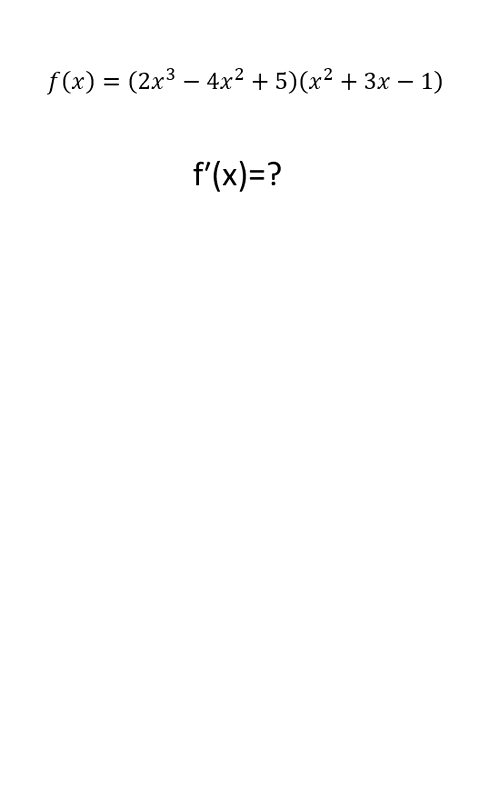 f(x) = (2x³ − 4x² + 5)(x² + 3x − 1)
f′(x)=?